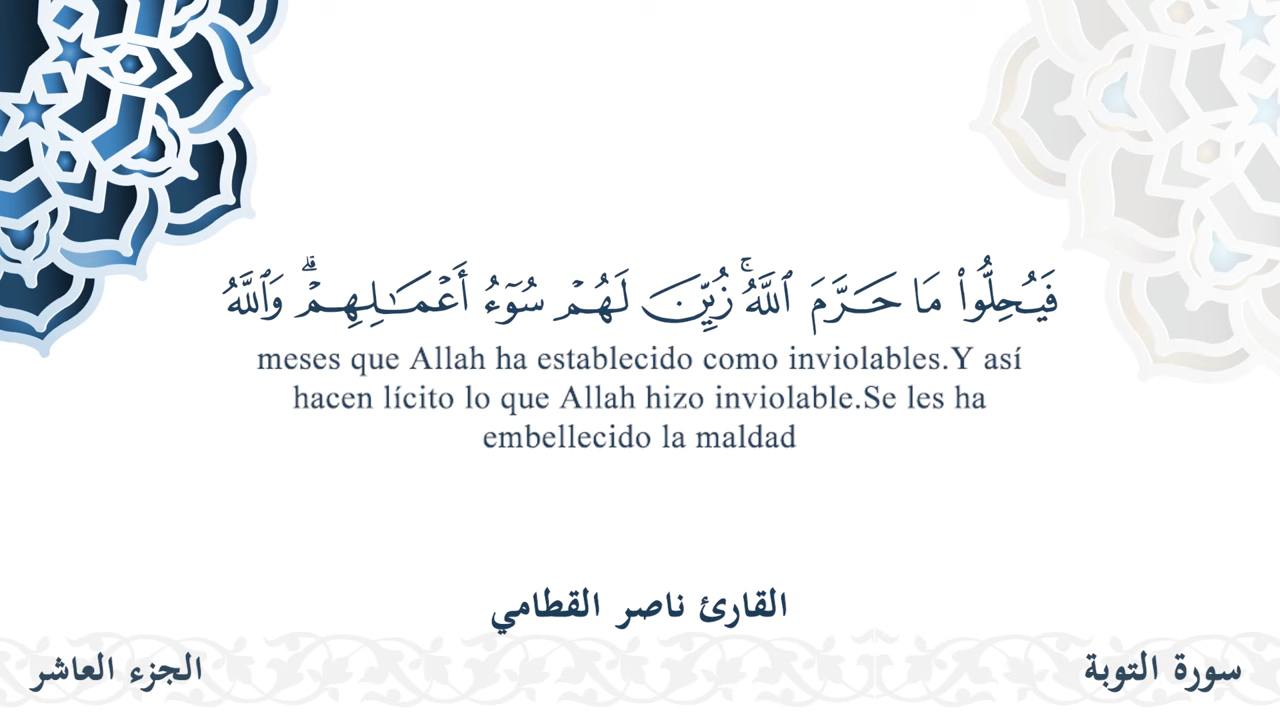 فَيُحِلُّوا۟ مَا حَرَّمَ ٱللَّهُ ۚ زُيِّنَ لَهُمْ سُوٓءُ أَعْمَـٰلِهِمْ ۗ وَٱللَّهُ
meses que Allah ha establecido como inviolables.Y así
hacen lícito lo que Allah hizo inviolable.Se les ha
embellecido la maldad
القارئ ناصر القطامي
سورة التوبة
الجزء العاشر